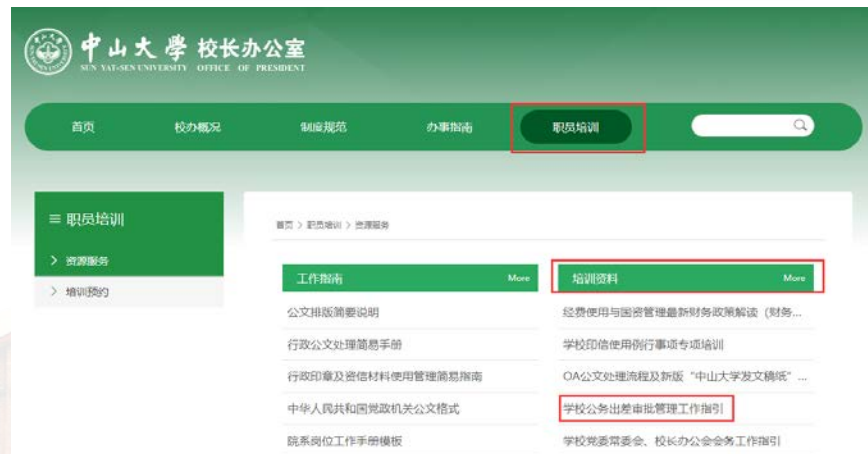 中山大學 校长办公室
SUN YAT-SEN UNIVERSITY OFFICE OF PRESIDENT
首页 校办概况 制度规范 办事指南 职员培训
三 职员培训
> 资源服务
> 培训预约
首页 > 职员培训 > 资源服务
工作指南 More
公文排版简要说明
行政公文处理简易手册
行政印章及资信材料使用管理简易指南
中华人民共和国党政机关公文格式
院系岗位工作手册模板
培训资料 More
经费使用与国资管理最新财务政策解读（财务...
学校印信使用例行事项专项培训
OA公文处理流程及新版“中山大学发文稿纸” ...
学校公务出差审批管理工作指引
学校党委常委会、校长办公会会务工作指引